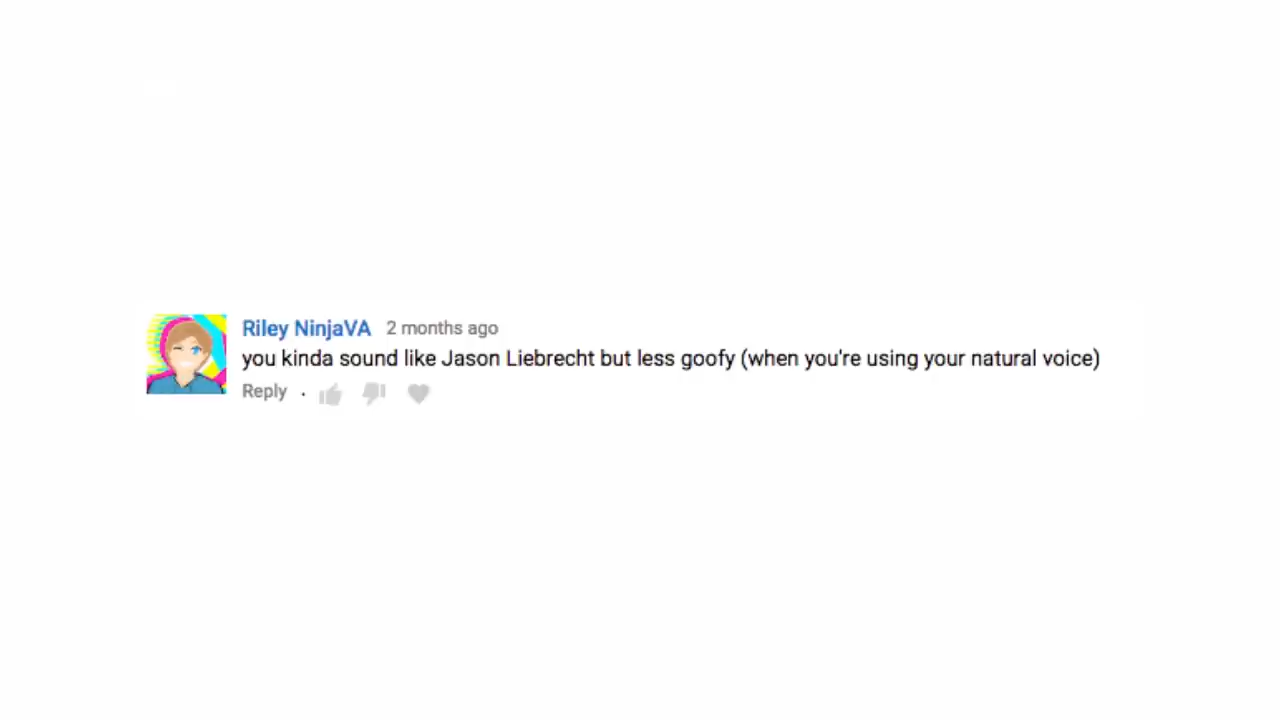 Riley NinjaVA 2 months ago
you kinda sound like Jason Liebrecht but less goofy (when you're using your natural voice)
Reply .